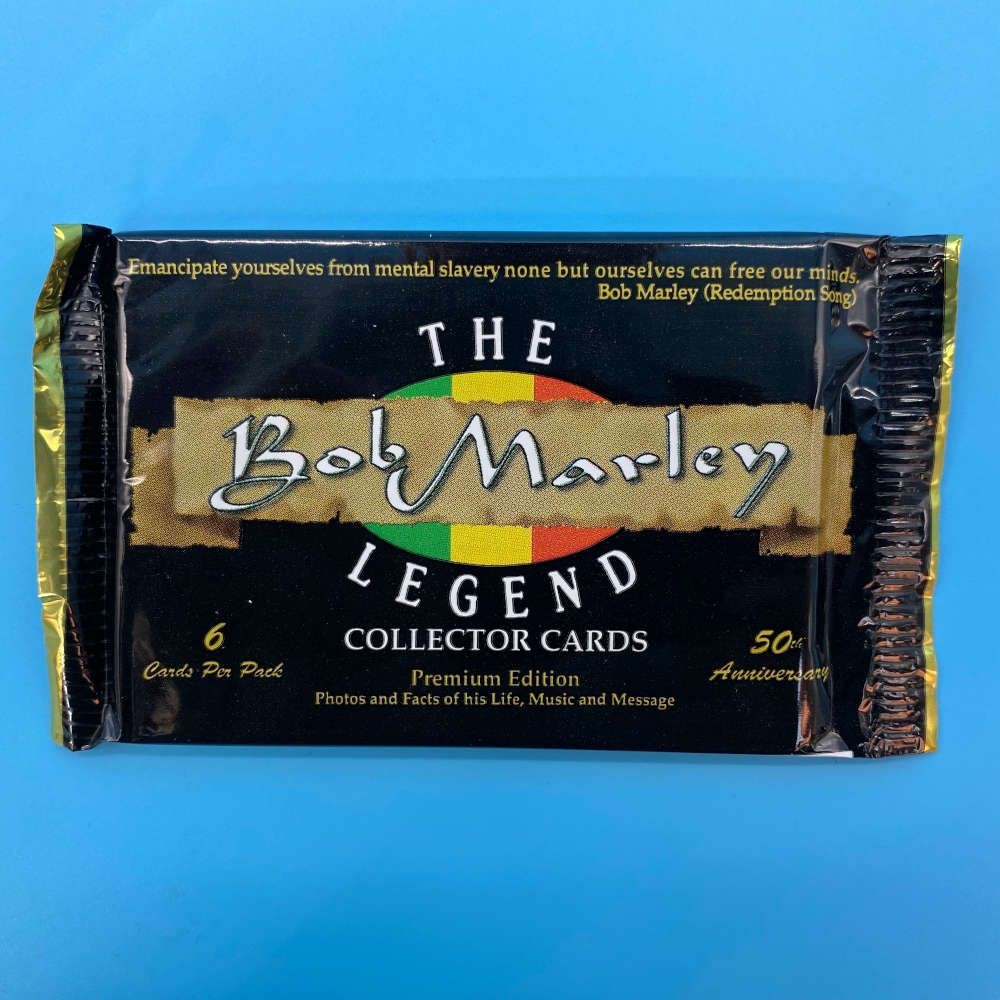 Emancipate yourselves from mental slavery none but ourselves can free our minds.
Bob Marley (Redemption Song)
THE
Bob Marley
LEGEND
COLLECTOR CARDS
6
Cards Per Pack
50th
Anniversary
Premium Edition
Photos and Facts of his Life, Music and Message